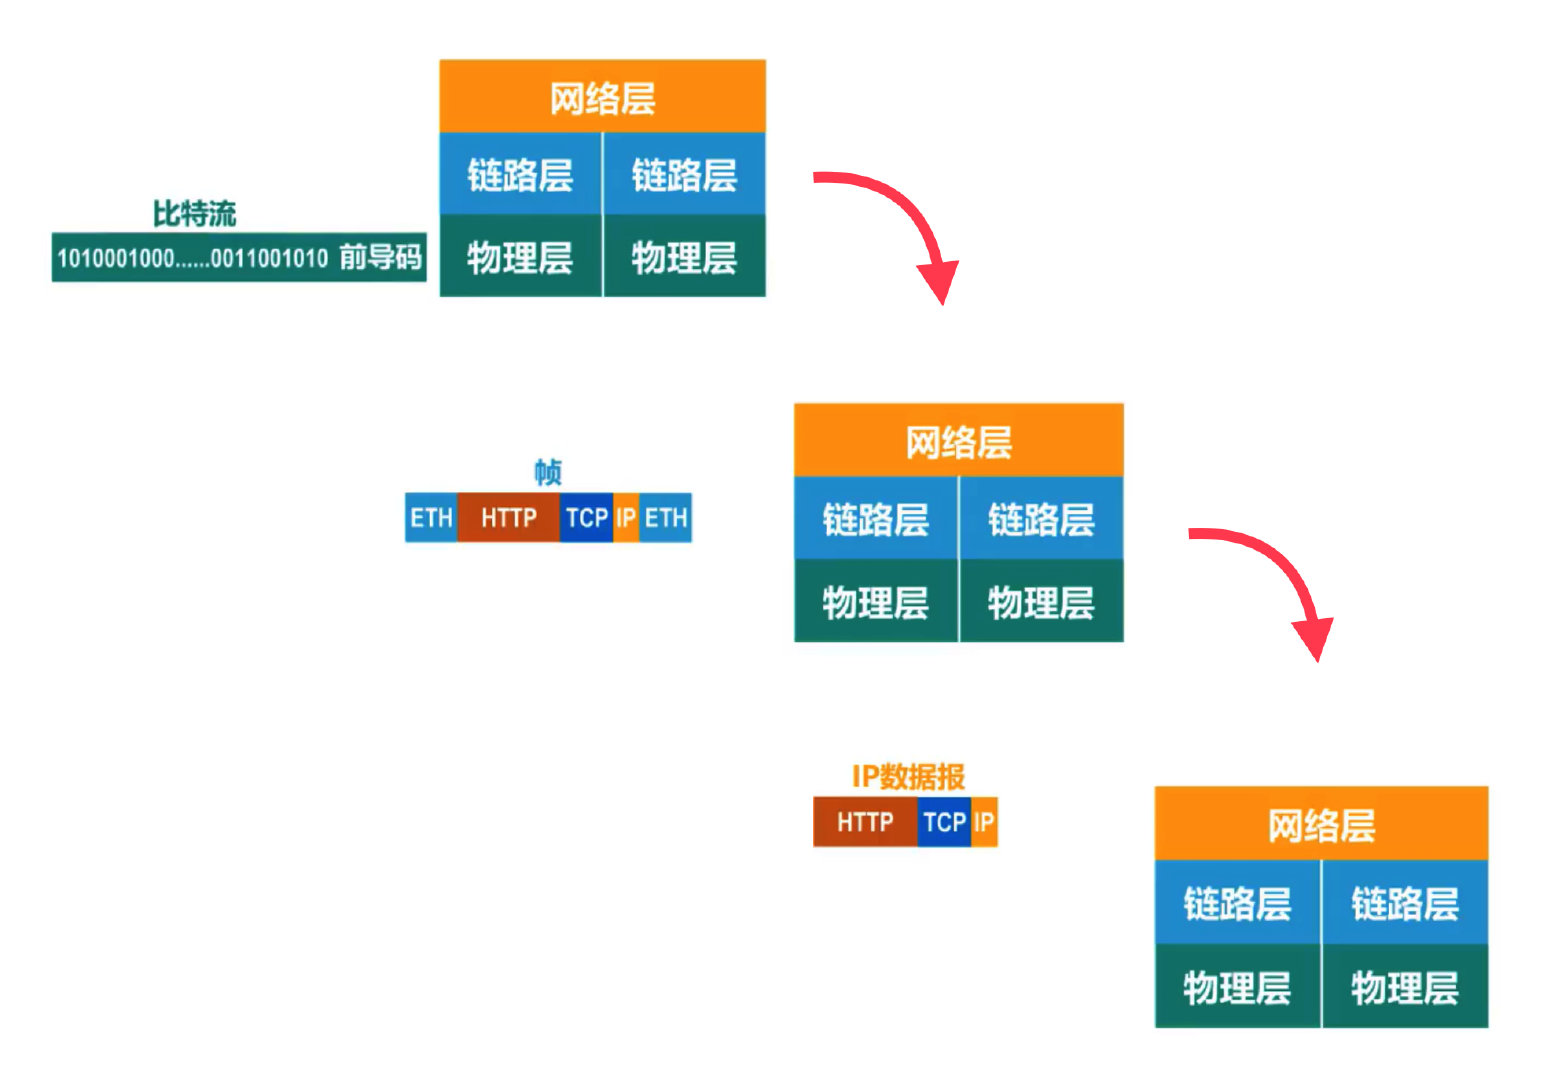 网络层
链路层 链路层
比特流
1010001000......0011001010 前导码
物理层 物理层
网络层
帧
ETH HTTP TCP IP ETH
链路层 链路层
物理层 物理层
IP数据报
HTTP TCP IP
网络层
链路层 链路层
物理层 物理层